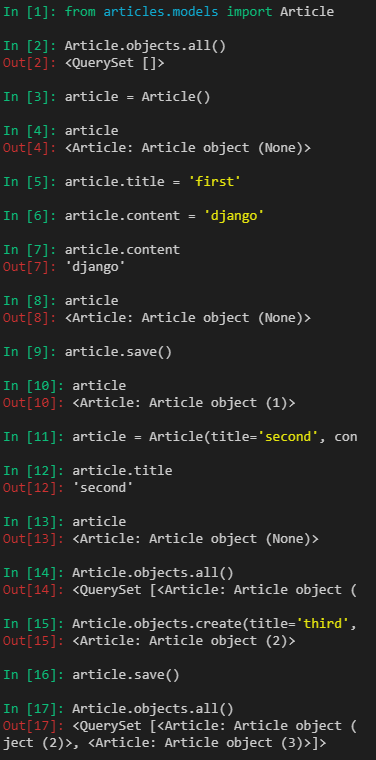 In [1]: from articles.models import Article
In [2]: Article.objects.all()
Out[2]: <QuerySet []>
In [3]: article = Article()
In [4]: article
Out[4]: <Article: Article object (None)>
In [5]: article.title = 'first'
In [6]: article.content = 'django'
In [7]: article.content
Out[7]: 'django'
In [8]: article
Out[8]: <Article: Article object (None)>
In [9]: article.save()
In [10]: article
Out[10]: <Article: Article object (1)>
In [11]: article = Article(title='second', con
In [12]: article.title
Out[12]: 'second'
In [13]: article
Out[13]: <Article: Article object (None)>
In [14]: Article.objects.all()
Out[14]: <QuerySet [<Article: Article object (
In [15]: Article.objects.create(title='third',
Out[15]: <Article: Article object (2)>
In [16]: article.save()
In [17]: Article.objects.all()
Out[17]: <QuerySet [<Article: Article object (
ject (2)>, <Article: Article object (3)>]>